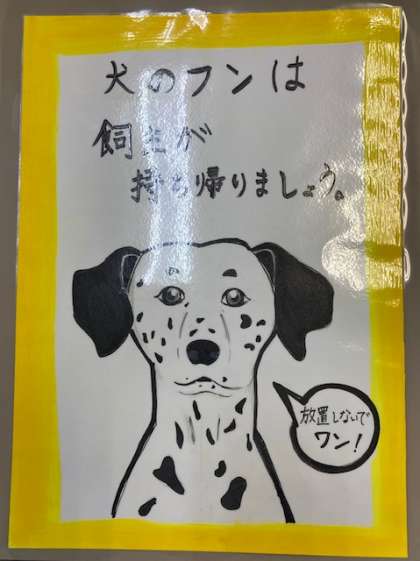 犬のフンは
飼主が
持ち帰りましょう。
放置しないで
ワン!